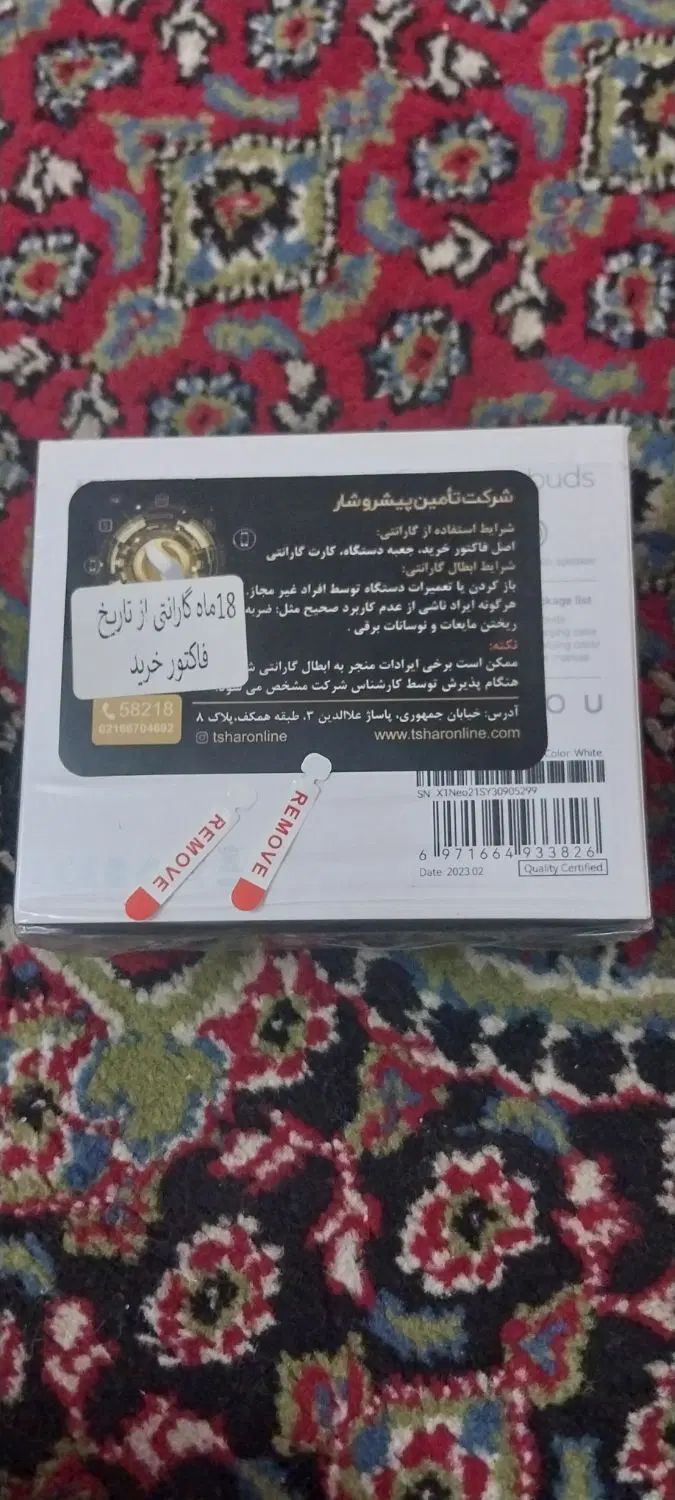 buds
شرکت تأمین پیشرو شار
شرایط استفاده از گارانتی:
اصل فاکتور خرید، جعبه دستگاه، کارت گارانتی
شرایط ابطال گارانتی:
باز کردن یا تعمیرات دستگاه توسط افراد غیر مجاز.
هرگونه ایراد ناشی از عدم کاربرد صحیح مثل: ضربه
ریختن مایعات و نوسانات برقی.
نکته:
ممکن است برخی ایرادات منجر به ابطال گارانتی
هنگام پذیرش توسط کارشناس شرکت مشخص می
18ماه گارانتی از تاریخ
فاکتور خرید
58218
02166704692
آدرس: خیابان جمهوری، پاساژ علاالدین ۳، طبقه همکف، پلاک ۸
tsharonline
www.tsharonline.com
kage list
O U
Color: White
SN X1Neo21SY30905299
6 971664 933826
Date: 2023.02
Quality Certified
REMOVE
REMOVE